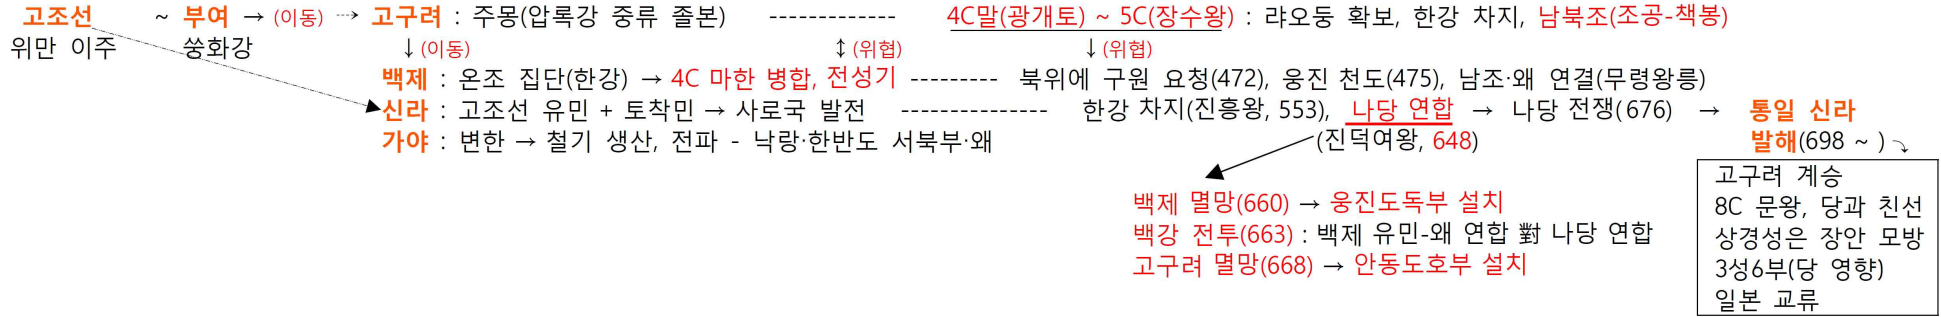 고조선 ~ 부여 → (이동) → 고구려 : 주몽(압록강 중류 졸본) ------------- 4C말(광개토) ~ 5C(장수왕) : 랴오둥 확보, 한강 차지, 남북조(조공-책봉)
위만 이주 쑹화강 ↓(이동) ↕(위협) ↓(위협)
백제 : 온조 집단(한강) → 4C 마한 병합, 전성기 --------- 북위에 구원 요청(472), 웅진 천도(475), 남조·왜 연결(무령왕릉)
신라 : 고조선 유민 + 토착민 → 사로국 발전 --------------- 한강 차지(진흥왕, 553), 나당 연합 → 나당 전쟁(676) → 통일 신라
가야 : 변한 → 철기 생산, 전파 - 낙랑·한반도 서북부·왜 (진덕여왕, 648) 발해(698 ~ )
고구려 계승
백제 멸망(660) → 웅진도독부 설치 8C 문왕, 당과 친선
백강 전투(663) : 백제 유민-왜 연합 對 나당 연합 상경성은 장안 모방
고구려 멸망(668) → 안동도호부 설치 3성6부(당 영향)
일본 교류